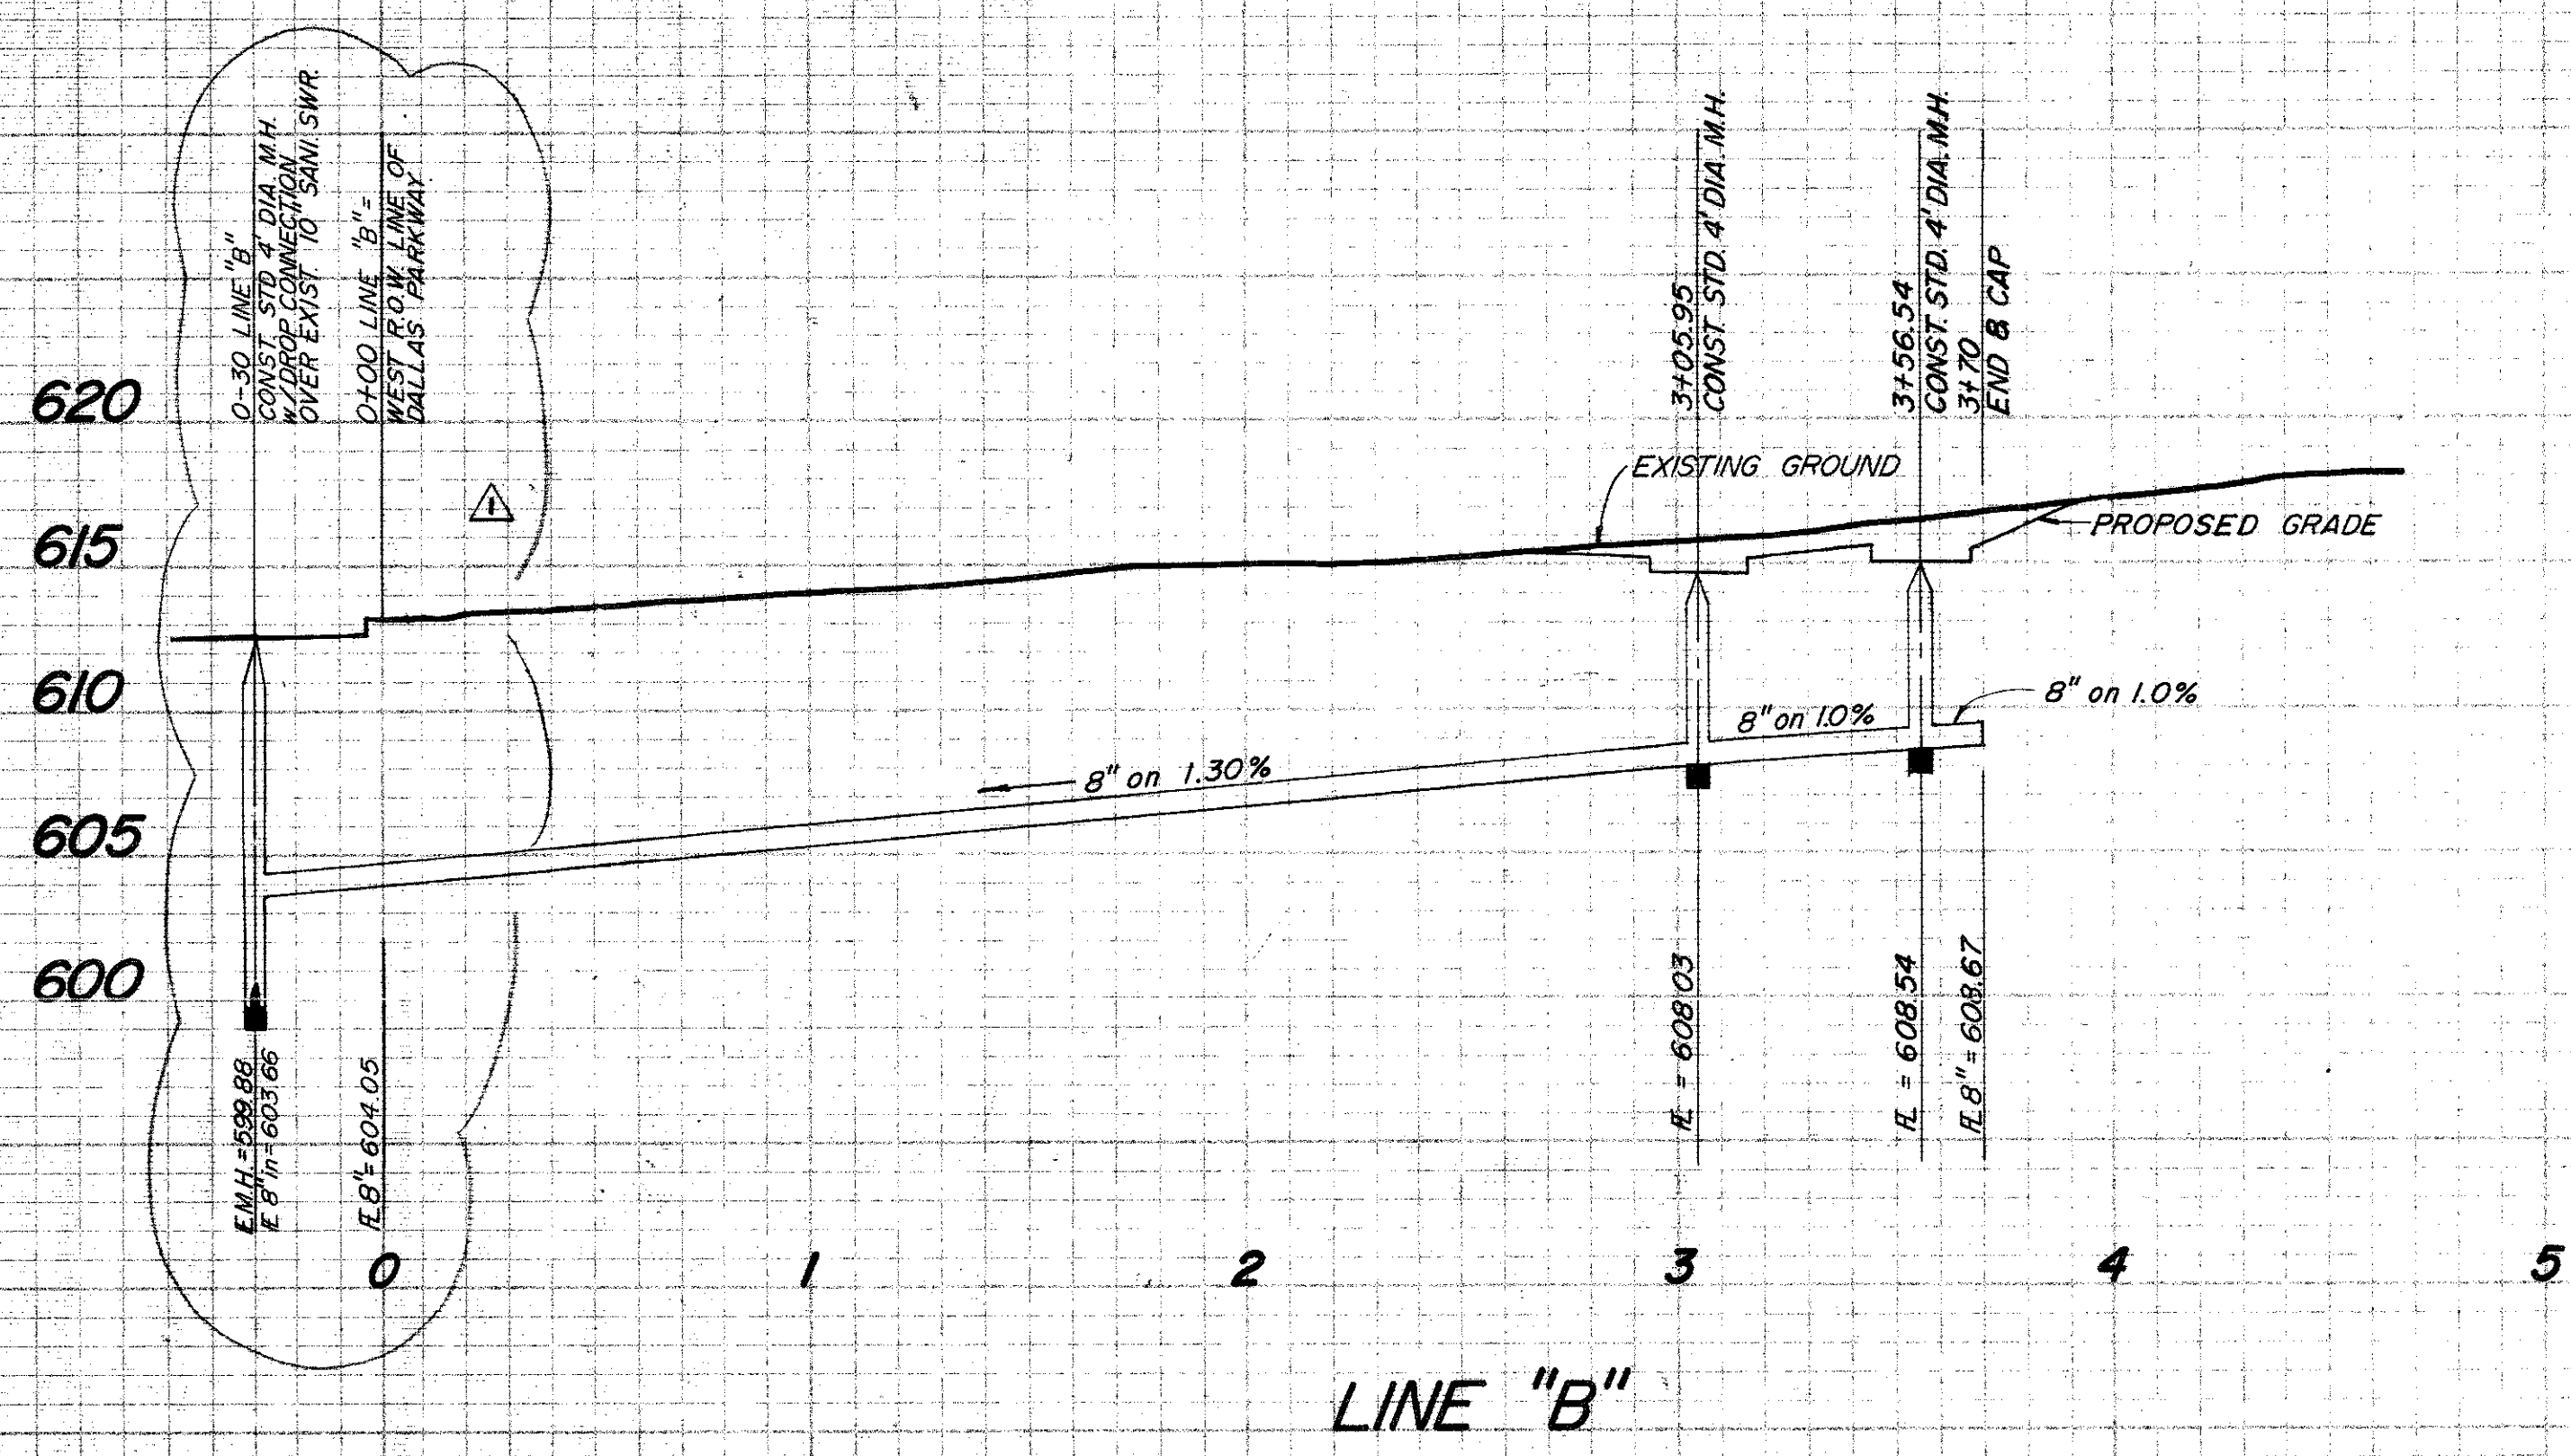 0-30 LINE "B"
CONST. STD 4' DIA. M.H.
W/DROP CONNECTION
OVER EXIST 10" SANI. SWR.
0+00 LINE "B"=
WEST R.O.W. LINE OF
DALLAS PARKWAY
3+05.95
CONST. STD. 4' DIA. M.H.
3+56.54
CONST. STD. 4' DIA. M.H.
3+70
END & CAP
620
615
610
605
600
1
EXISTING GROUND
PROPOSED GRADE
8" on 1.30%
8" on 1.0%
8" on 1.0%
E.M.H.=599.88
FL 8" in=603.66
FL 8"=604.05
FL = 608.03
FL = 608.54
FL 8"=608.67
0 1 2 3 4 5
LINE "B"